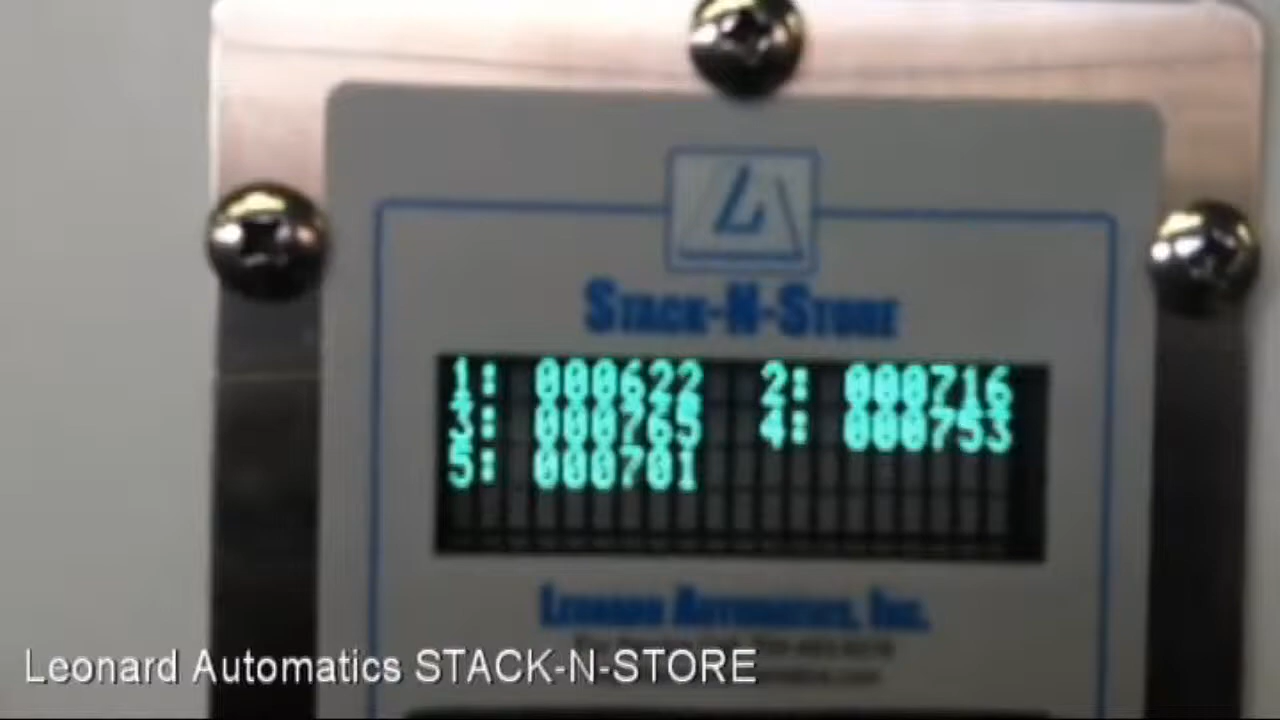 STACK-N-STORE
1: 000622 2: 000716
3: 000765 4: 000753
5: 000701
LEONARD AUTOMATICS, INC.
Leonard Automatics STACK-N-STORE